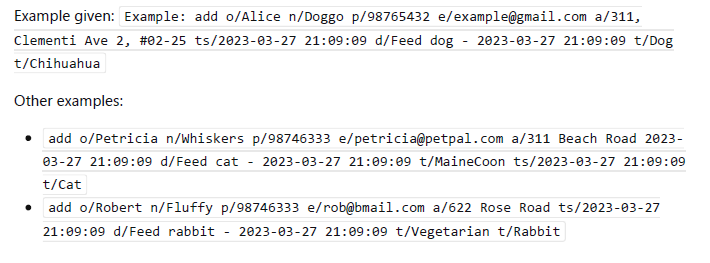 Example given: Example: add o/Alice n/Doggo p/98765432 e/example@gmail.com a/311,
Clementi Ave 2, #02-25 ts/2023-03-27 21:09:09 d/Feed dog - 2023-03-27 21:09:09 t/Dog
t/Chihuahua
Other examples:
• add o/Petricia n/Whiskers p/98746333 e/petricia@petpal.com a/311 Beach Road 2023-
03-27 21:09:09 d/Feed cat - 2023-03-27 21:09:09 t/MaineCoon ts/2023-03-27 21:09:09
t/Cat
• add o/Robert n/Fluffy p/98746333 e/rob@bmail.com a/622 Rose Road ts/2023-03-27
21:09:09 d/Feed rabbit - 2023-03-27 21:09:09 t/Vegetarian t/Rabbit